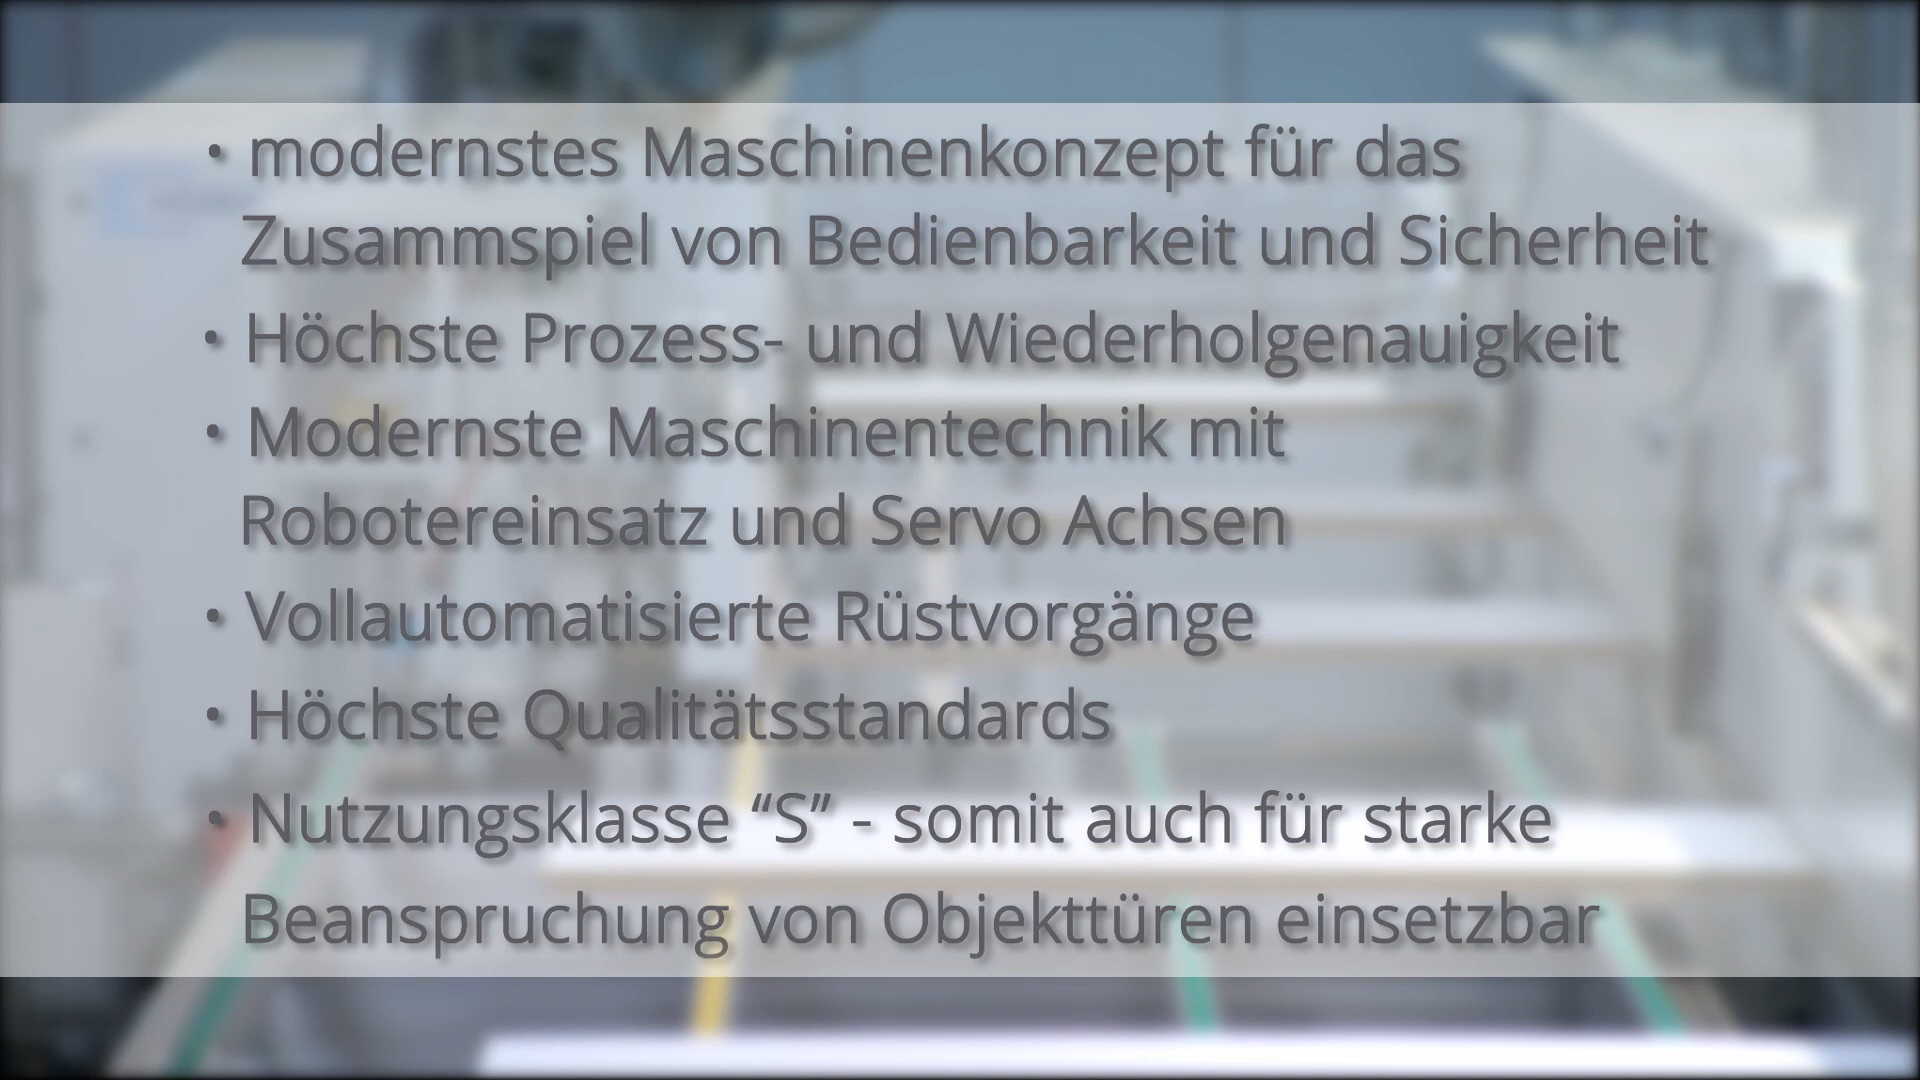 • modernstes Maschinenkonzept für das
Zusammspiel von Bedienbarkeit und Sicherheit
• Höchste Prozess- und Wiederholgenauigkeit
• Modernste Maschinentechnik mit
Robotereinsatz und Servo Achsen
• Vollautomatisierte Rüstvorgänge
• Höchste Qualitätsstandards
• Nutzungsklasse “S” - somit auch für starke
Beanspruchung von Objekttüren einsetzbar